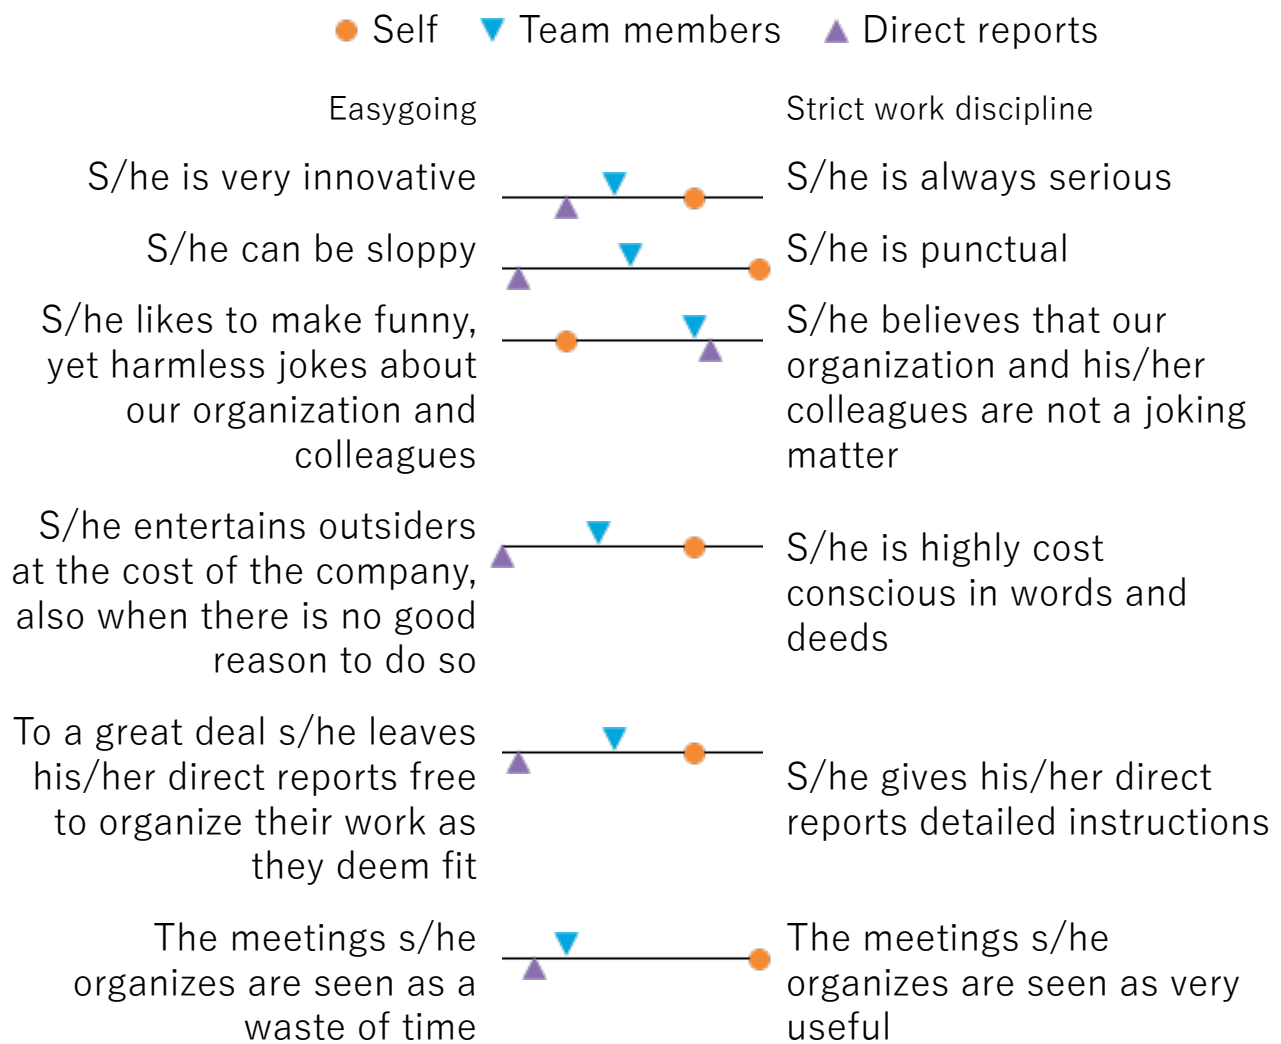 Self Team members Direct reports
Easygoing
Strict work discipline
S/he is very innovative
S/he is always serious
S/he can be sloppy
S/he is punctual
S/he likes to make funny,
yet harmless jokes about
our organization and
colleagues
S/he believes that our
organization and his/her
colleagues are not a joking
matter
S/he entertains outsiders
at the cost of the company,
also when there is no good
reason to do so
S/he is highly cost
conscious in words and
deeds
To a great deal s/he leaves
his/her direct reports free
to organize their work as
they deem fit
S/he gives his/her direct
reports detailed instructions
The meetings s/he
organizes are seen as a
waste of time
The meetings s/he
organizes are seen as very
useful